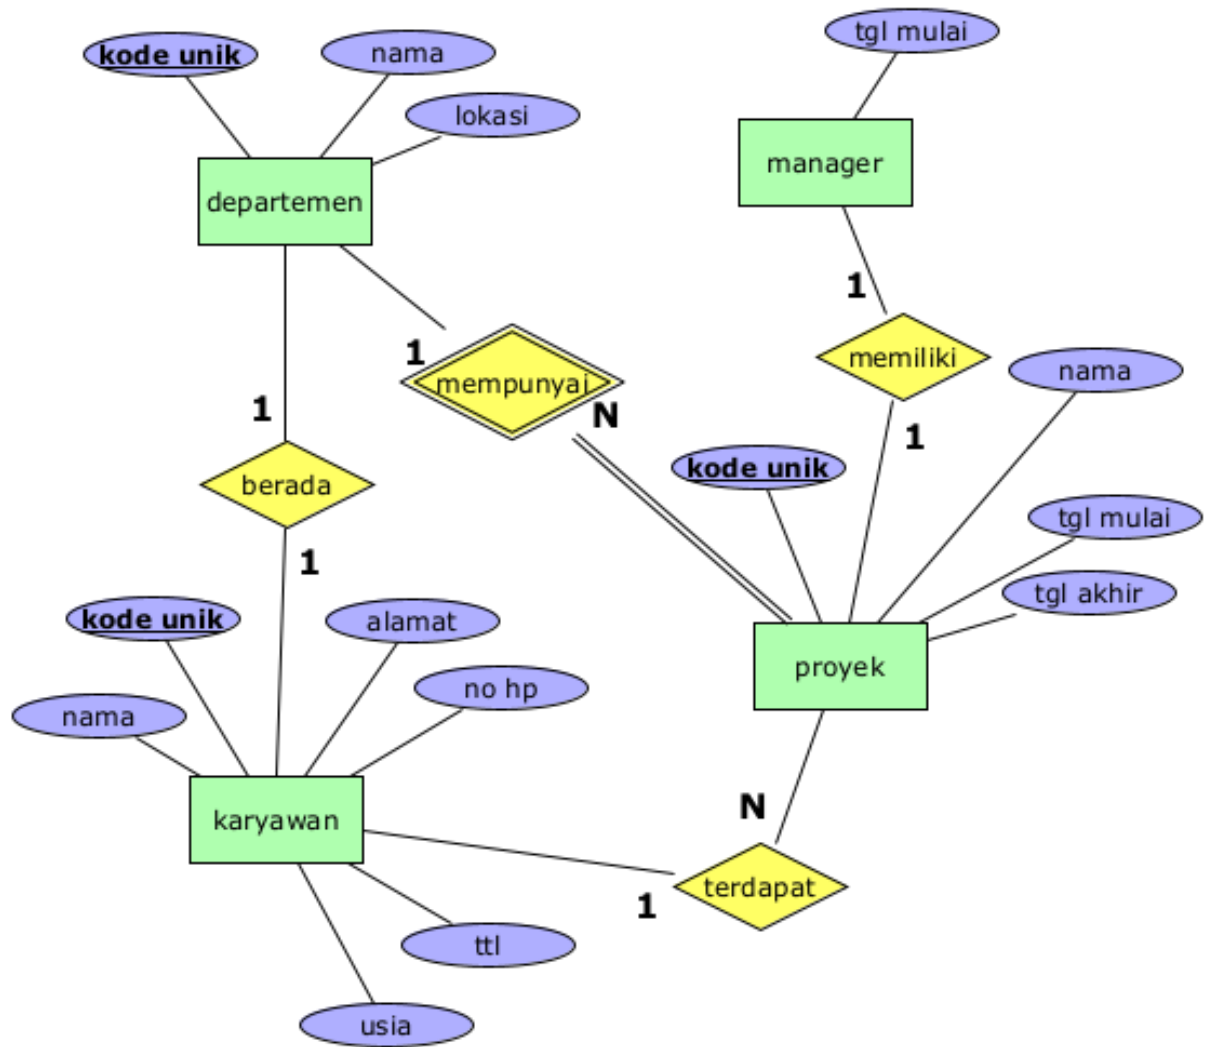 tgl mulai
kode unik
nama
lokasi
manager
departemen
1
1
mempunyai
N
memiliki
nama
1
1
kode unik
berada
tgl mulai
1
tgl akhir
kode unik
alamat
proyek
no hp
nama
N
karyawan
terdapat
1
ttl
usia